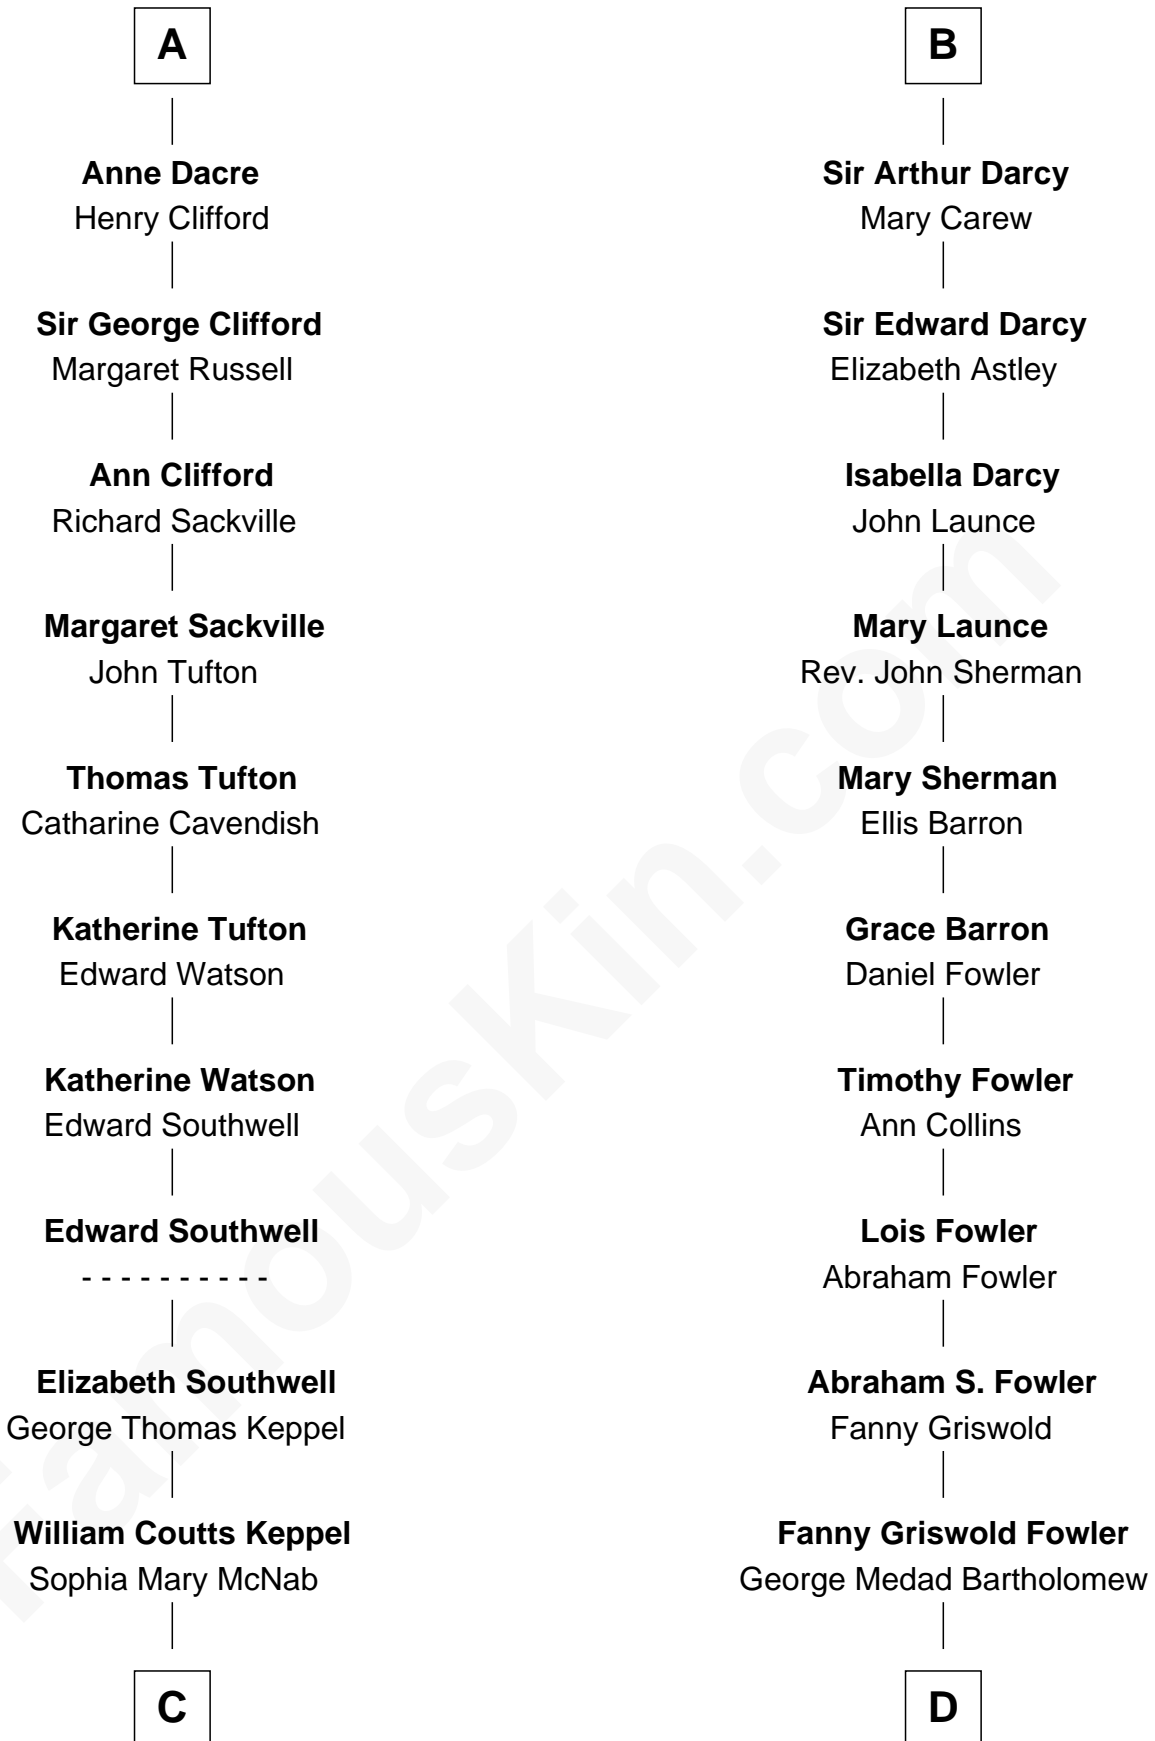 A
Anne Dacre
Henry Clifford
Sir George Clifford
Margaret Russell
Ann Clifford
Richard Sackville
Margaret Sackville
John Tufton
Thomas Tufton
Catharine Cavendish
Katherine Tufton
Edward Watson
Katherine Watson
Edward Southwell
Edward Southwell
- - - - - - - - - -
Elizabeth Southwell
George Thomas Keppel
William Coutts Keppel
Sophia Mary McNab
C
B
Sir Arthur Darcy
Mary Carew
Sir Edward Darcy
Elizabeth Astley
Isabella Darcy
John Launce
Mary Launce
Rev. John Sherman
Mary Sherman
Ellis Barron
Grace Barron
Daniel Fowler
Timothy Fowler
Ann Collins
Lois Fowler
Abraham Fowler
Abraham S. Fowler
Fanny Griswold
Fanny Griswold Fowler
George Medad Bartholomew
D
FamousKin.com